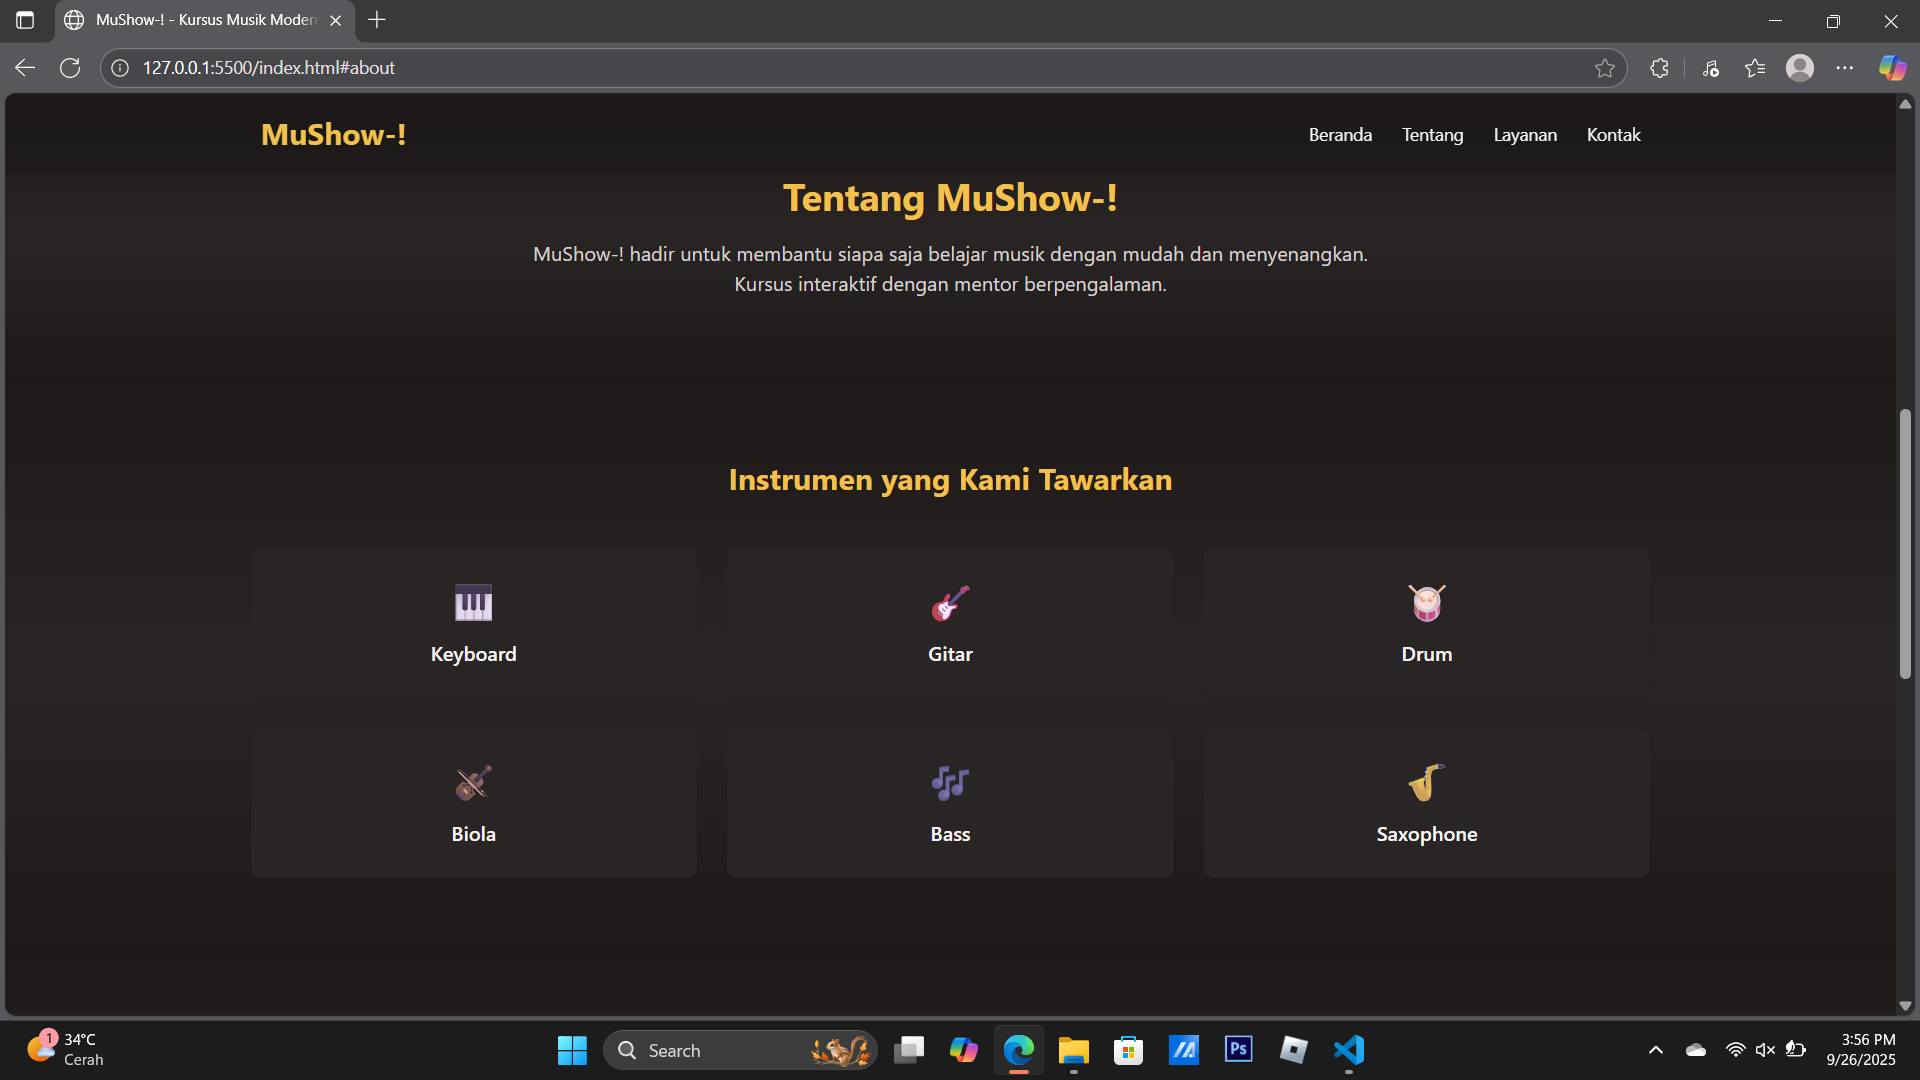 MuShow-! - Kursus Musik Modern
127.0.0.1:5500/index.html#about
MuShow-!
Beranda Tentang Layanan Kontak
Tentang MuShow-!
MuShow-! hadir untuk membantu siapa saja belajar musik dengan mudah dan menyenangkan.
Kursus interaktif dengan mentor berpengalaman.
Instrumen yang Kami Tawarkan
Keyboard Gitar Drum
Biola Bass Saxophone
1
34°C
Cerah
Search
Ps
3:56 PM
9/26/2025